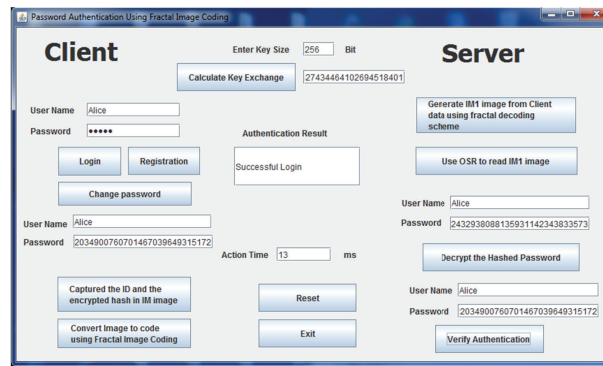 Password Authentication Using Fractal Image Coding
Client
Enter Key Size 256 Bit
Server
Calculate Key Exchange 27434464102694518401
User Name Alice
Password •••••
Generate IM1 image from Client
data using fractal decoding
scheme
Authentication Result
Login Registration
Successful Login
Use OSR to read IM1 image
Change password
User Name Alice
Password 2034900760701467039649315172
User Name Alice
Password 2432938088135931142343833573
Action Time 13 ms
Decrypt the Hashed Password
Captured the ID and the
encrypted hash in IM image
Reset
User Name Alice
Password 2034900760701467039649315172
Convert Image to code
using Fractal Image Coding
Exit
Verify Authentication